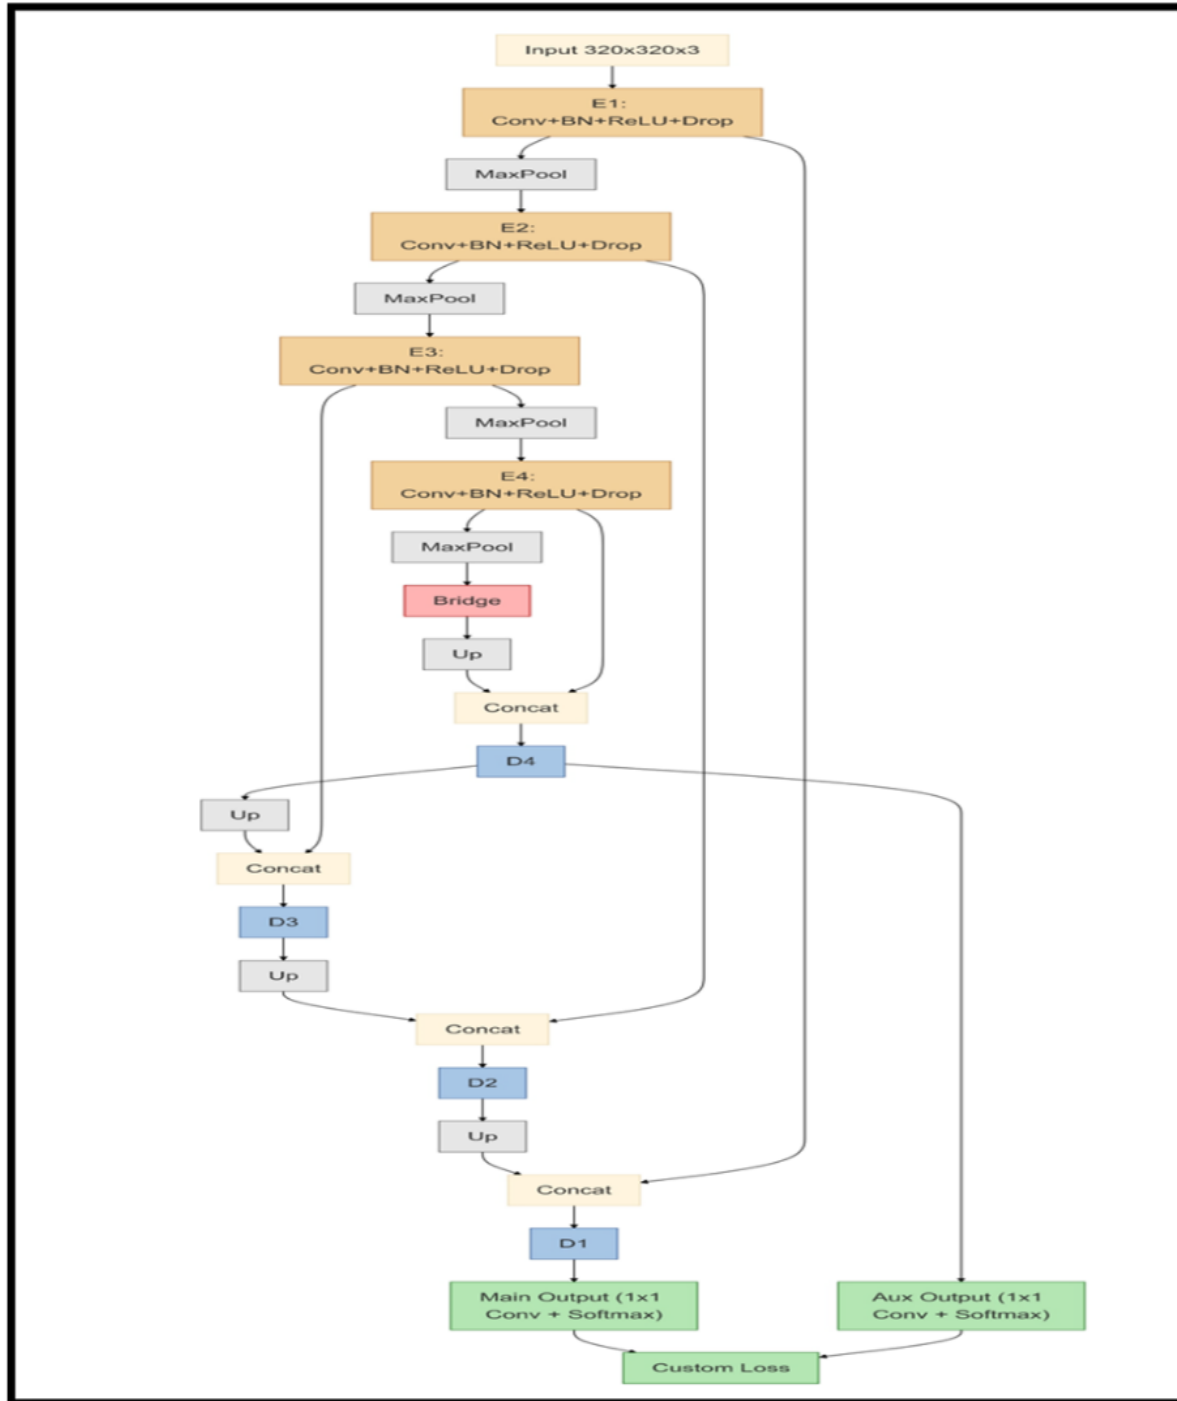 Input 320x320x3
E1:
Conv+BN+ReLU+Drop
MaxPool
E2:
Conv+BN+ReLU+Drop
MaxPool
E3:
Conv+BN+ReLU+Drop
MaxPool
E4:
Conv+BN+ReLU+Drop
MaxPool
Bridge
Up
Concat
D4
Up
Concat
D3
Up
Concat
D2
Up
Concat
D1
Main Output (1x1
Conv + Softmax)
Aux Output (1x1
Conv + Softmax)
Custom Loss